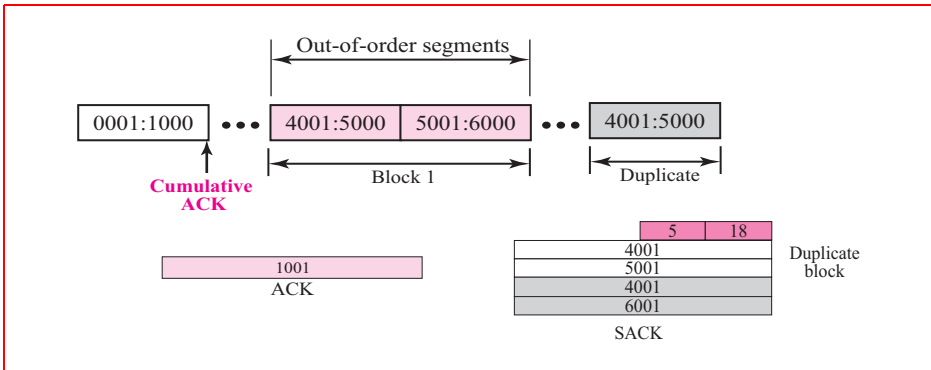 Out-of-order segments
0001:1000 ••• 4001:5000 5001:6000 ••• 4001:5000
Cumulative
ACK
Block 1
Duplicate
1001
ACK
5 18
4001
5001
4001
6001
Duplicate
block
SACK